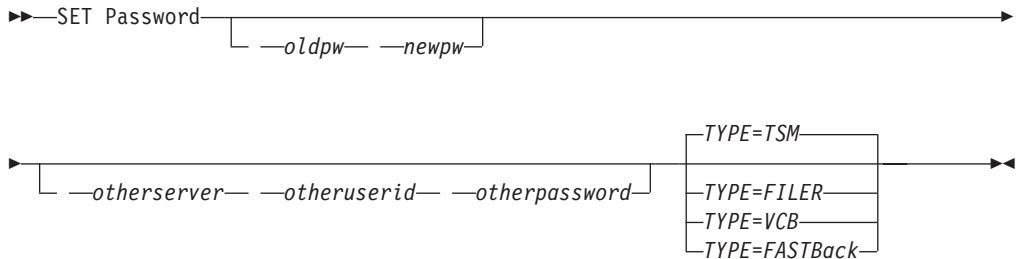 SET Password
oldpw newpw
TYPE=TSM
otherserver otheruserid otherpassword
TYPE=FILER
TYPE=VCB
TYPE=FASTBack